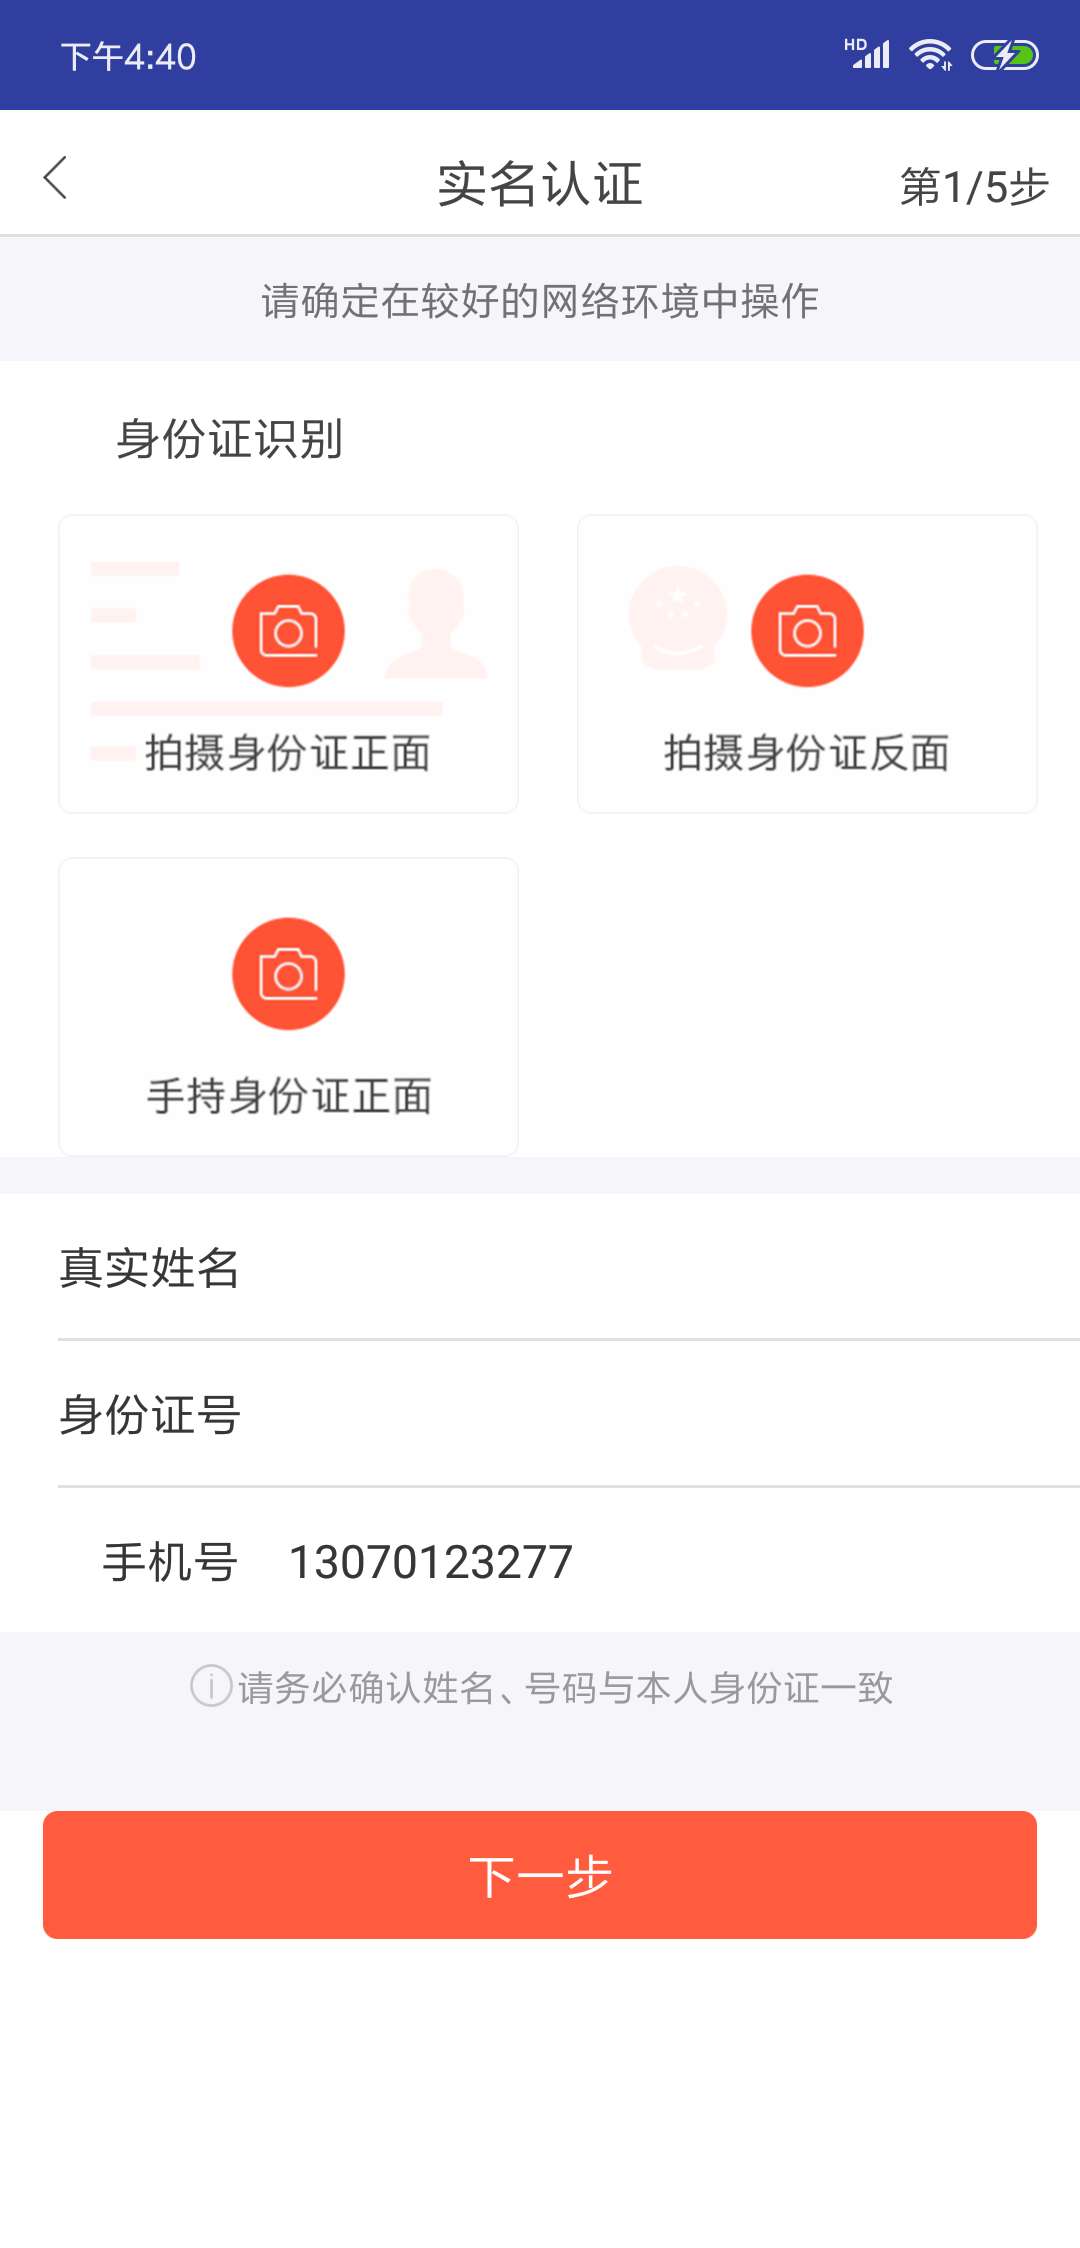 下午4:40 HD
实名认证 第1/5步
请确定在较好的网络环境中操作
身份证识别
拍摄身份证正面 拍摄身份证反面
手持身份证正面
真实姓名
身份证号
手机号 13070123277
请务必确认姓名、号码与本人身份证一致
下一步